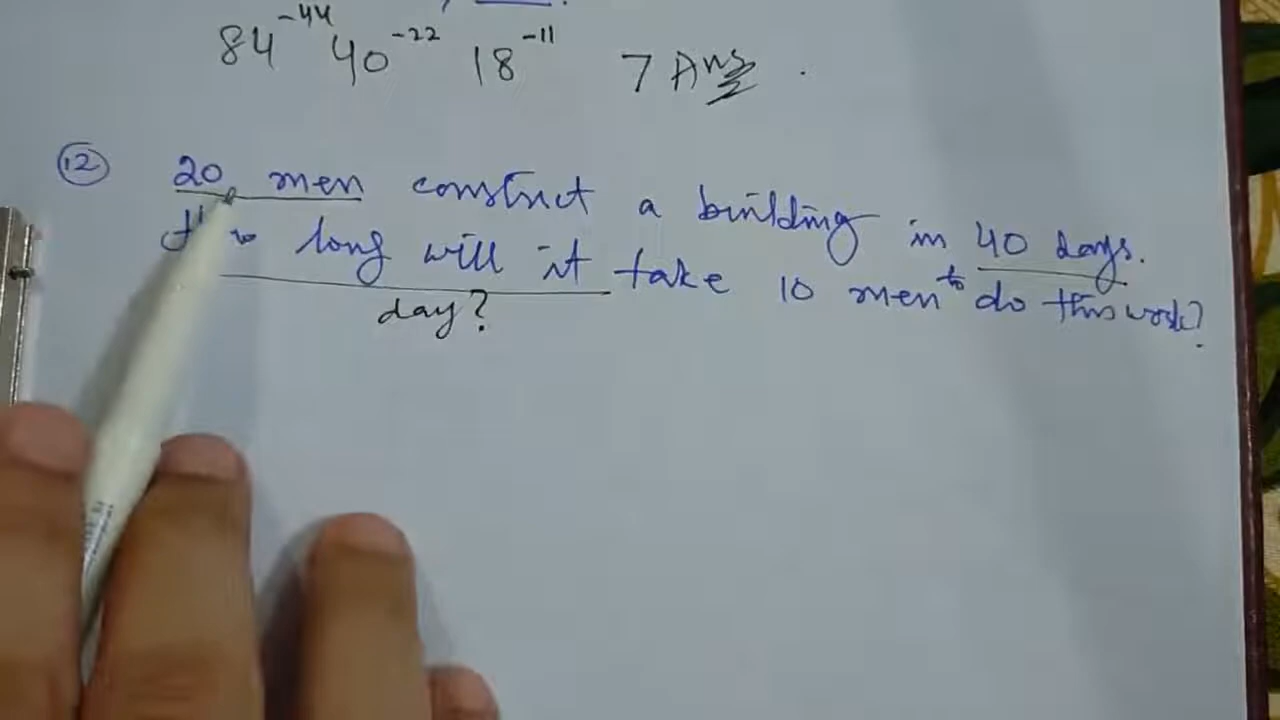 84⁻⁴⁴ 40⁻²² 18⁻¹¹ 7 Ans
(12) 20 men construct a building in 40 days.
long will it take 10 men to do this work?
day?